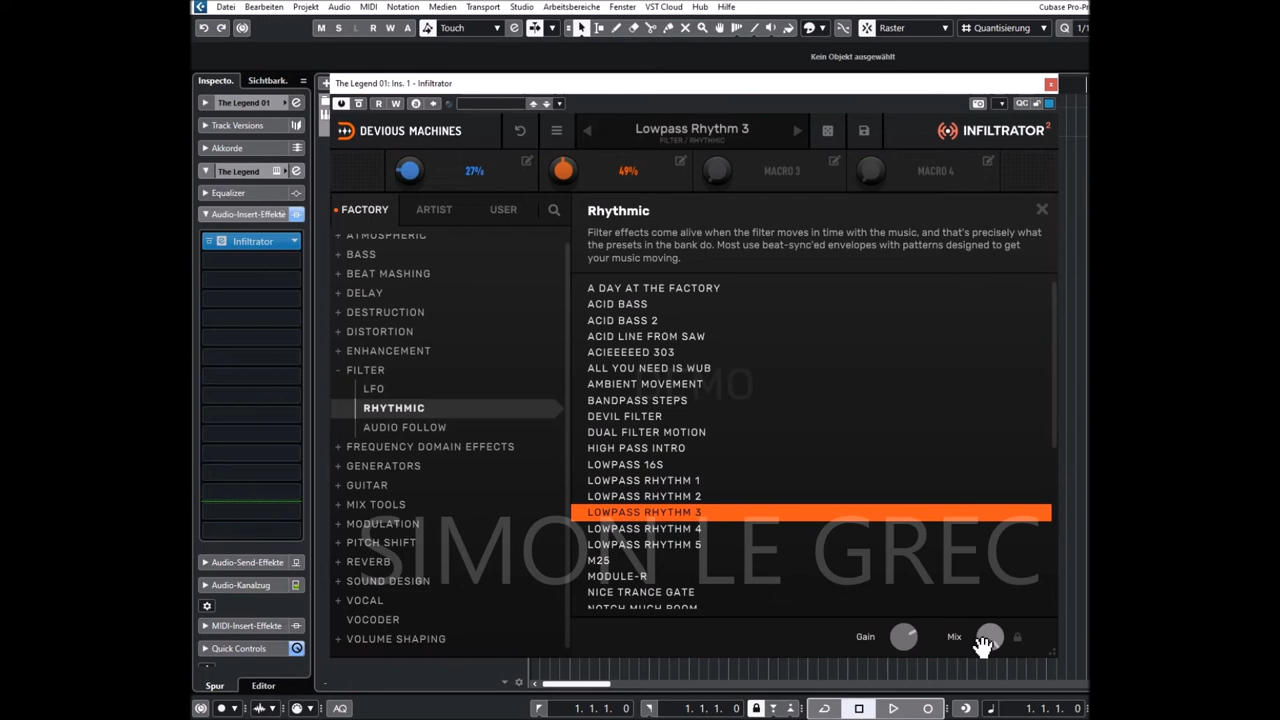 Datei Bearbeiten Projekt Audio MIDI Notation Medien Transport Studio Arbeitsbereiche Fenster VST Cloud Hub Hilfe Cubase Pro-Pr
M S L R W A Touch Raster Quantisierung 1/1
Kein Objekt ausgewählt
Inspecto. Sichtbark.
The Legend 01: Ins. 1 - Infiltrator
The Legend 01
R W QC
Track Versions
DEVIOUS MACHINES
Lowpass Rhythm 3
FILTER / RHYTHMIC
INFILTRATOR 2
Akkorde
The Legend
27%
49%
MACRO 3
MACRO 4
Equalizer
Audio-Insert-Effekte
Infiltrator
FACTORY ARTIST USER
Rhythmic
Filter effects come alive when the filter moves in time with the music, and that's precisely what
the presets in the bank do. Most use beat-sync'ed envelopes with patterns designed to get
your music moving.
+ ATMOSPHERIC
+ BASS
+ BEAT MASHING
+ DELAY
+ DESTRUCTION
+ DISTORTION
+ ENHANCEMENT
- FILTER
LFO
RHYTHMIC
AUDIO FOLLOW
+ FREQUENCY DOMAIN EFFECTS
+ GENERATORS
+ GUITAR
+ MIX TOOLS
+ MODULATION
+ PITCH SHIFT
+ REVERB
+ SOUND DESIGN
+ VOCAL
VOCODER
+ VOLUME SHAPING
A DAY AT THE FACTORY
ACID BASS
ACID BASS 2
ACID LINE FROM SAW
ACIEEEEED 303
ALL YOU NEED IS WUB
AMBIENT MOVEMENT
BANDPASS STEPS
DEVIL FILTER
DUAL FILTER MOTION
HIGH PASS INTRO
LOWPASS 16S
LOWPASS RHYTHM 1
LOWPASS RHYTHM 2
LOWPASS RHYTHM 3
LOWPASS RHYTHM 4
LOWPASS RHYTHM 5
M25
MODULE-R
NICE TRANCE GATE
NOTCH MUCH ROOM
SIMON LE GREC
Gain Mix
Audio-Send-Effekte
Audio-Kanalzug
MIDI-Insert-Effekte
Quick Controls
Spur Editor
AQ 1. 1. 1. 0 1. 1. 1. 0 1. 1. 1. 0